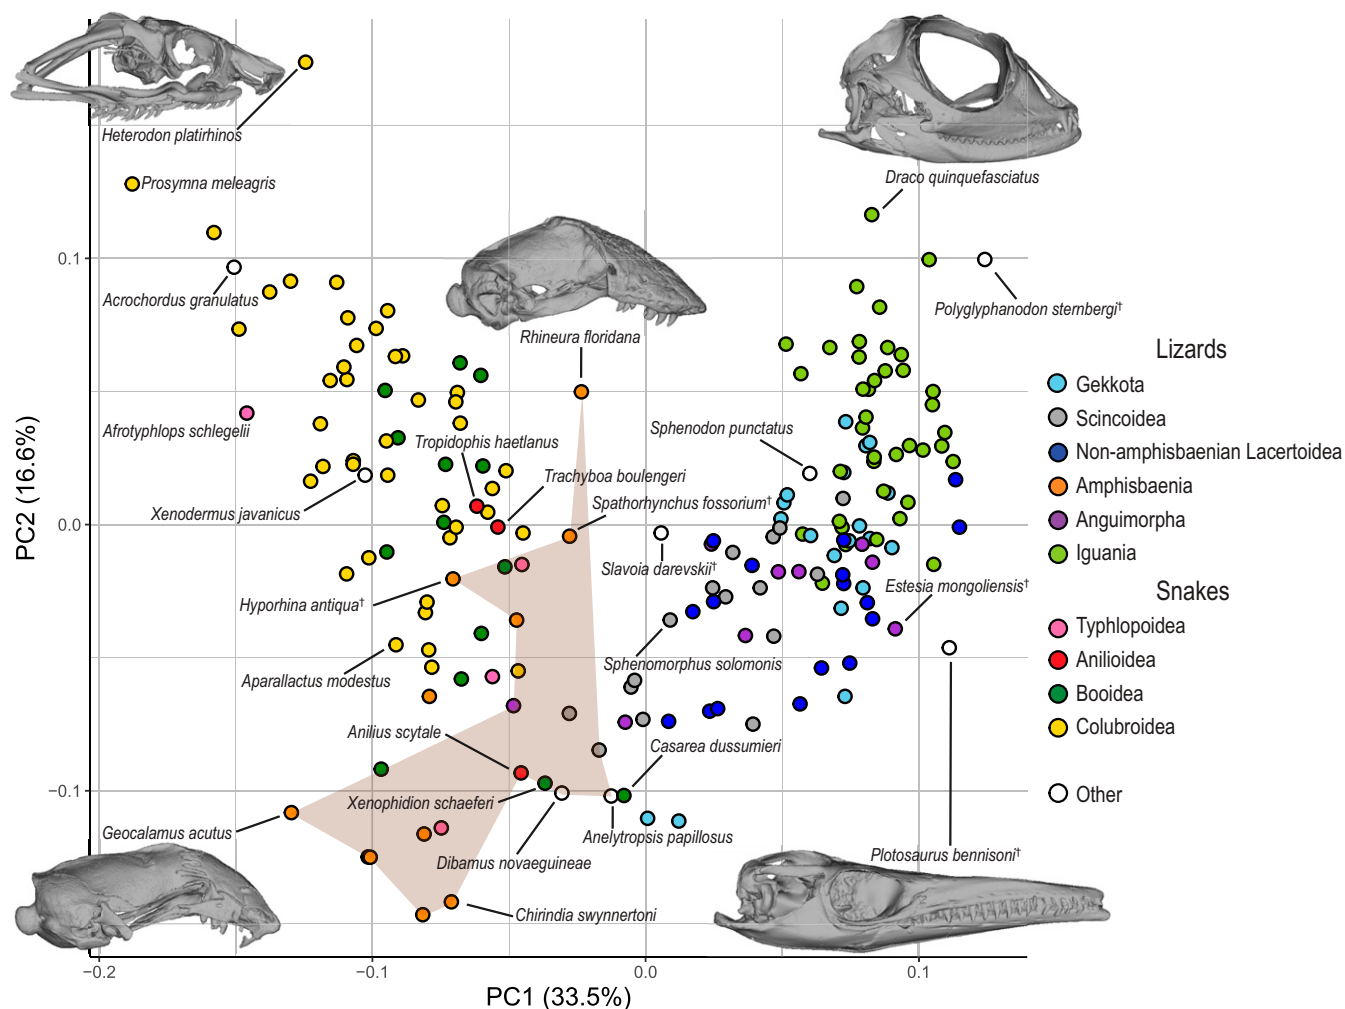 Heterodon platirhinos
Prosymna meleagris
Draco quinquefasciatus
0.1
Acrochordus granulatus
Polyglyphanodon sternbergi†
Rhineura floridana
Lizards
Gekkota
Scincoidea
Non-amphisbaenian Lacertoidea
Amphisbaenia
Anguimorpha
Iguania
Snakes
Typhlopoidea
Anilioidea
Booidea
Colubroidea
Other
Afrotyphlops schlegelii
Tropidophis haetlanus
Sphenodon punctatus
Trachyboa boulengeri
Spathorhynchus fossorium†
Xenodermus javanicus
0.0
PC2 (16.6%)
Slavoia darevskii†
Estesia mongoliensis†
Hyporhina antiqua†
Sphenomorphus solomonis
Aparallactus modestus
Anilius scytale
Casarea dussumieri
−0.1
Xenophidion schaeferi
Geocalamus acutus
Anelytropsis papillosus
Dibamus novaeguineae
Plotosaurus bennisoni†
Chirindia swynnertoni
−0.2
−0.1
0.0
0.1
PC1 (33.5%)